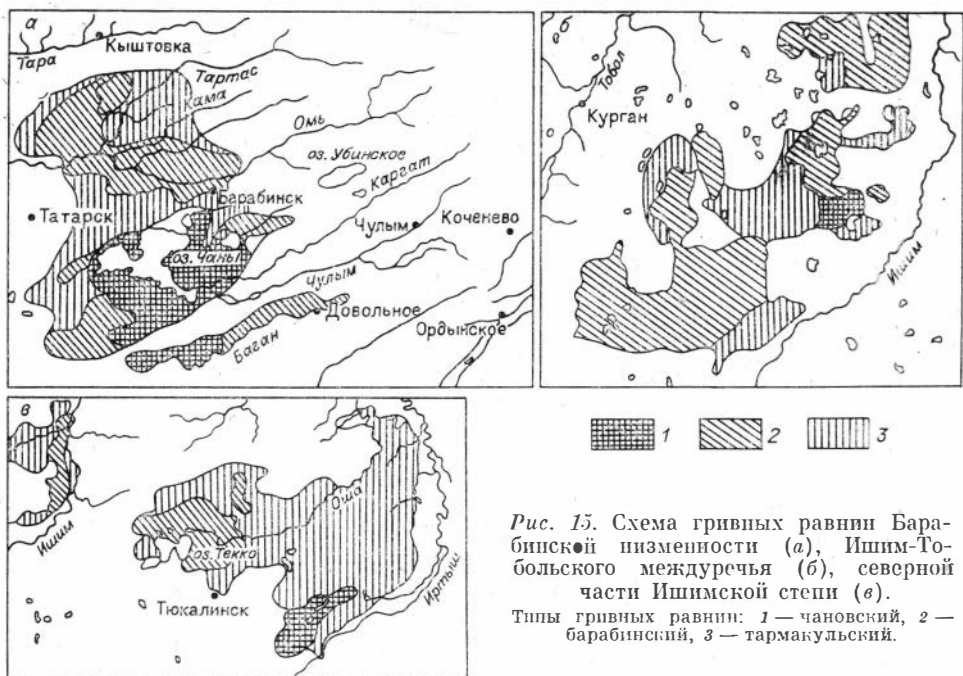 а
Кыштовка
Тара
Тартас
Кама
Омь
оз. Убинское
Каргат
Барабинск
Татарск
Чулым
Коченево
оз. Чаны
Чулым
Довольное
Баган
Ордынское
б
Тобол
Курган
Ишим
в
Ишим
Оша
оз. Текко
Тюкалинск
Иртыш
1
2
3
Рис. 15. Схема гривных равнин Бара-
бинской низменности (а), Ишим-То-
больского междуречья (б), северной
части Ишимской степи (в).
Типы гривных равнин: 1 — чановский, 2 —
барабинский, 3 — тармакульский.